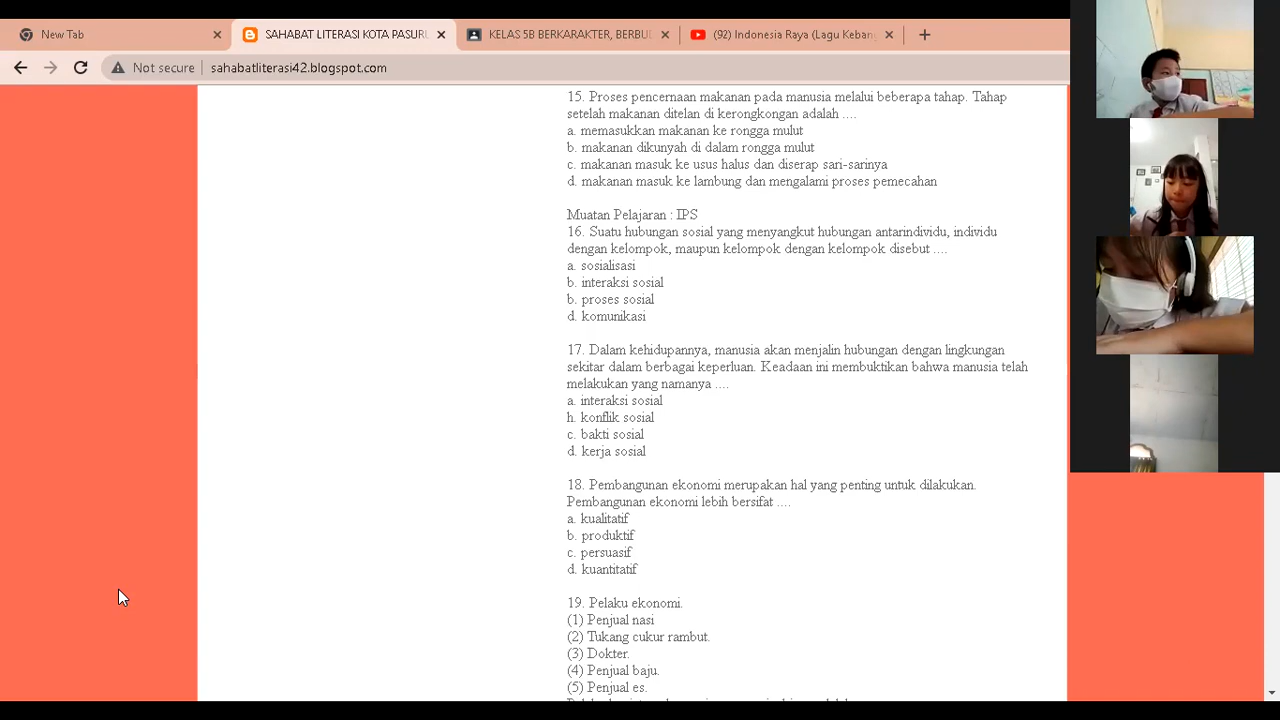 New Tab
SAHABAT LITERASI KOTA PASURU
KELAS 5B BERKARAKTER, BERBUD
(92) Indonesia Raya (Lagu Kebang
Not secure
sahabatliterasi42.blogspot.com
15. Proses pencernaan makanan pada manusia melalui beberapa tahap. Tahap
setelah makanan ditelan di kerongkongan adalah ....
a. memasukkan makanan ke rongga mulut
b. makanan dikunyah di dalam rongga mulut
c. makanan masuk ke usus halus dan diserap sari-sarinya
d. makanan masuk ke lambung dan mengalami proses pemecahan
Muatan Pelajaran : IPS
16. Suatu hubungan sosial yang menyangkut hubungan antarindividu, individu
dengan kelompok, maupun kelompok dengan kelompok disebut ....
a. sosialisasi
b. interaksi sosial
b. proses sosial
d. komunikasi
17. Dalam kehidupannya, manusia akan menjalin hubungan dengan lingkungan
sekitar dalam berbagai keperluan. Keadaan ini membuktikan bahwa manusia telah
melakukan yang namanya ....
a. interaksi sosial
h. konflik sosial
c. bakti sosial
d. kerja sosial
18. Pembangunan ekonomi merupakan hal yang penting untuk dilakukan.
Pembangunan ekonomi lebih bersifat ....
a. kualitatif
b. produktif
c. persuasif
d. kuantitatif
19. Pelaku ekonomi.
(1) Penjual nasi
(2) Tukang cukur rambut.
(3) Dokter.
(4) Penjual baju.
(5) Penjual es.